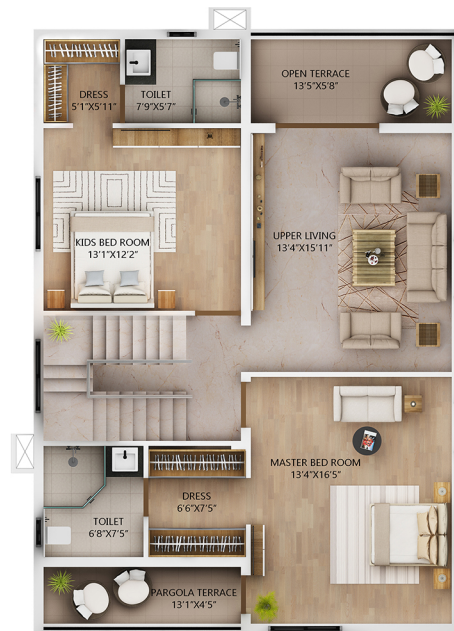 OPEN TERRACE
13'5"X5'8"
DRESS
5'1"X5'11"
TOILET
7'9"X5'7"
UPPER LIVING
13'4"X15'11"
KIDS BED ROOM
13'1"X12'2"
MASTER BED ROOM
13'4"X16'5"
DRESS
6'6"X7'5"
TOILET
6'8"X7'5"
PARGOLA TERRACE
13'1"X4'5"